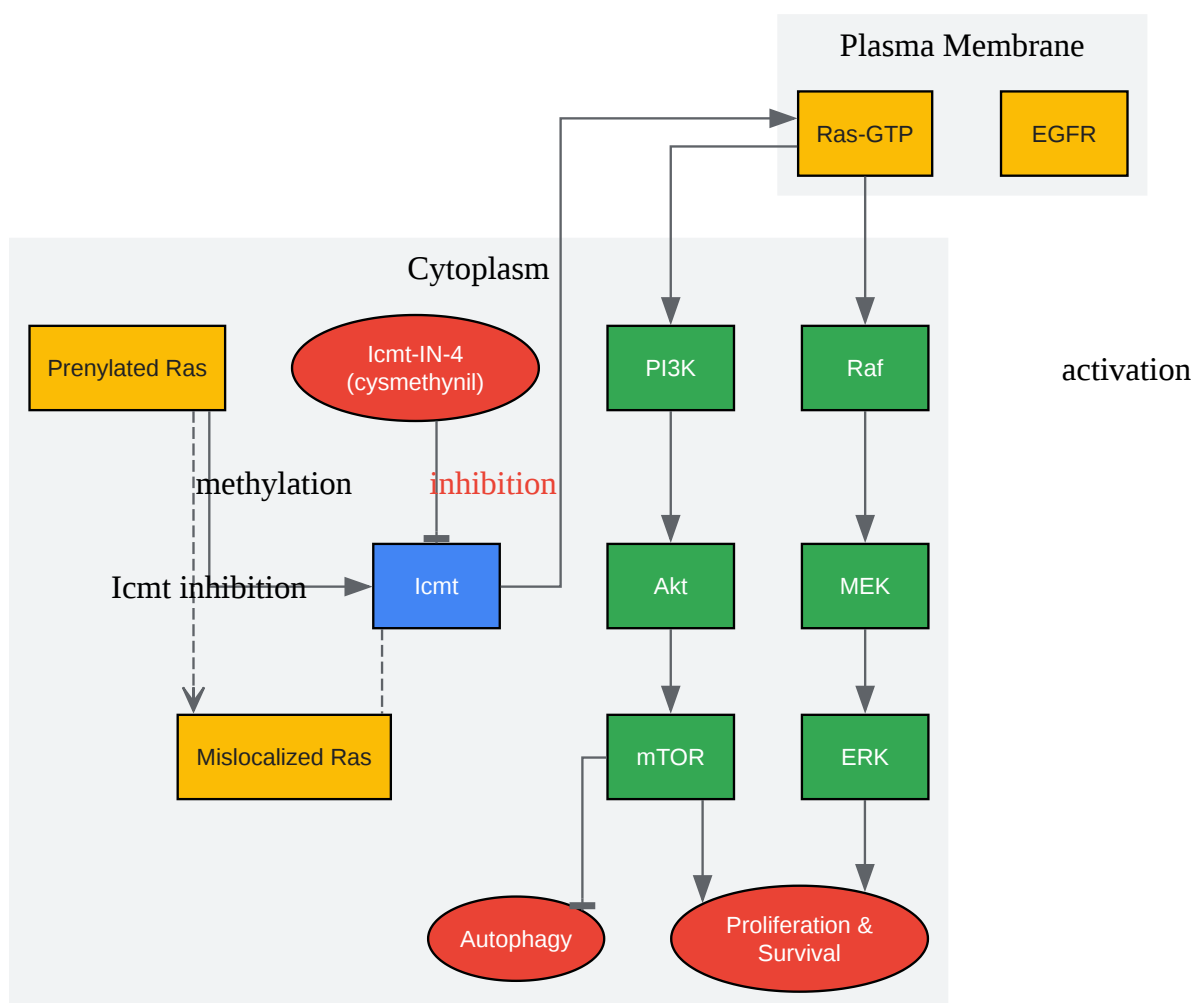 Plasma Membrane
Ras-GTP
EGFR
Cytoplasm
Prenylated Ras
Icmt-IN-4
(cysmethynil)
PI3K
Raf
activation
methylation
inhibition
Icmt inhibition
Icmt
Akt
MEK
Mislocalized Ras
mTOR
ERK
Autophagy
Proliferation &
Survival